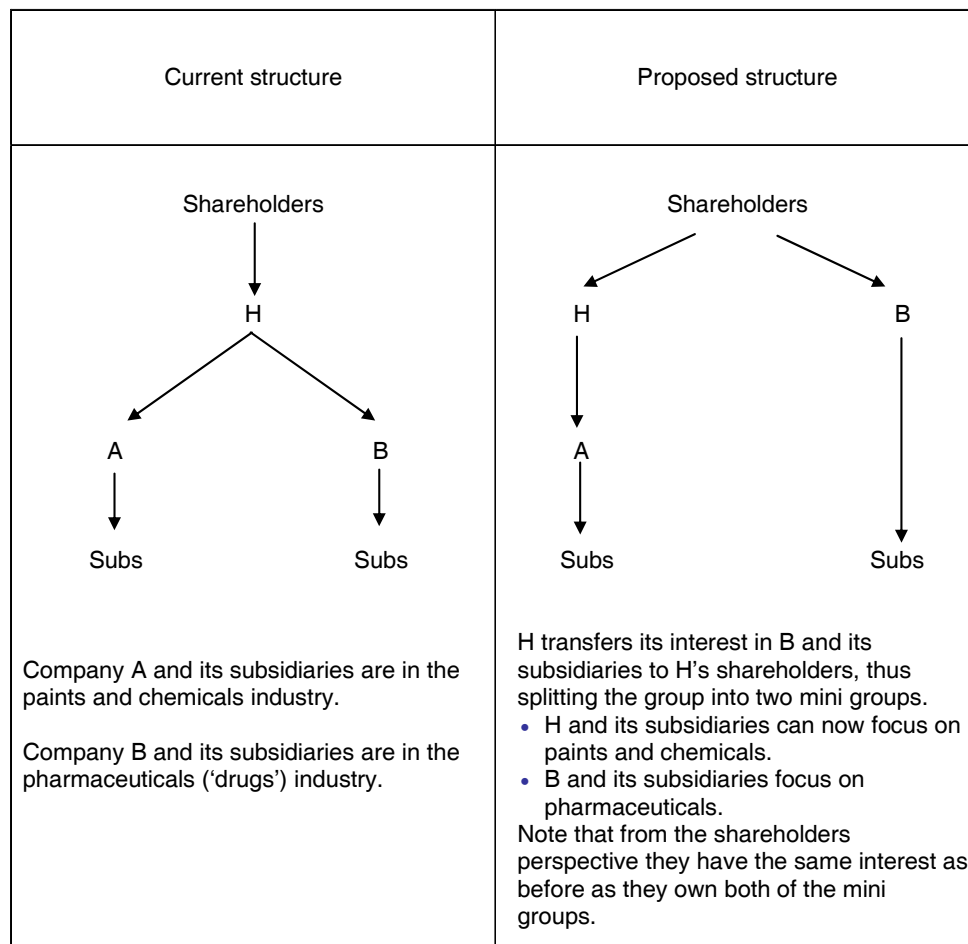 Current structure
Proposed structure
Shareholders
H
A
B
Subs
Subs
Company A and its subsidiaries are in the
paints and chemicals industry.
Company B and its subsidiaries are in the
pharmaceuticals (‘drugs’) industry.
Shareholders
H
B
A
Subs
Subs
H transfers its interest in B and its
subsidiaries to H’s shareholders, thus
splitting the group into two mini groups.
• H and its subsidiaries can now focus on
paints and chemicals.
• B and its subsidiaries focus on
pharmaceuticals.
Note that from the shareholders
perspective they have the same interest as
before as they own both of the mini
groups.